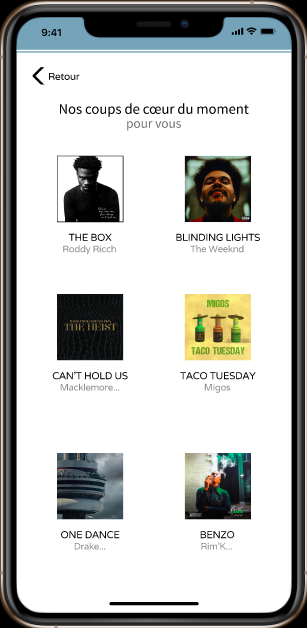 9:41
Retour
Nos coups de cœur du moment
pour vous
THE BOX
Roddy Ricch
BLINDING LIGHTS
The Weeknd
THE HEIST
CAN'T HOLD US
Macklemore...
MIGOS
TACO TUESDAY
TACO TUESDAY
Migos
ONE DANCE
Drake...
BENZO
Rim'K...